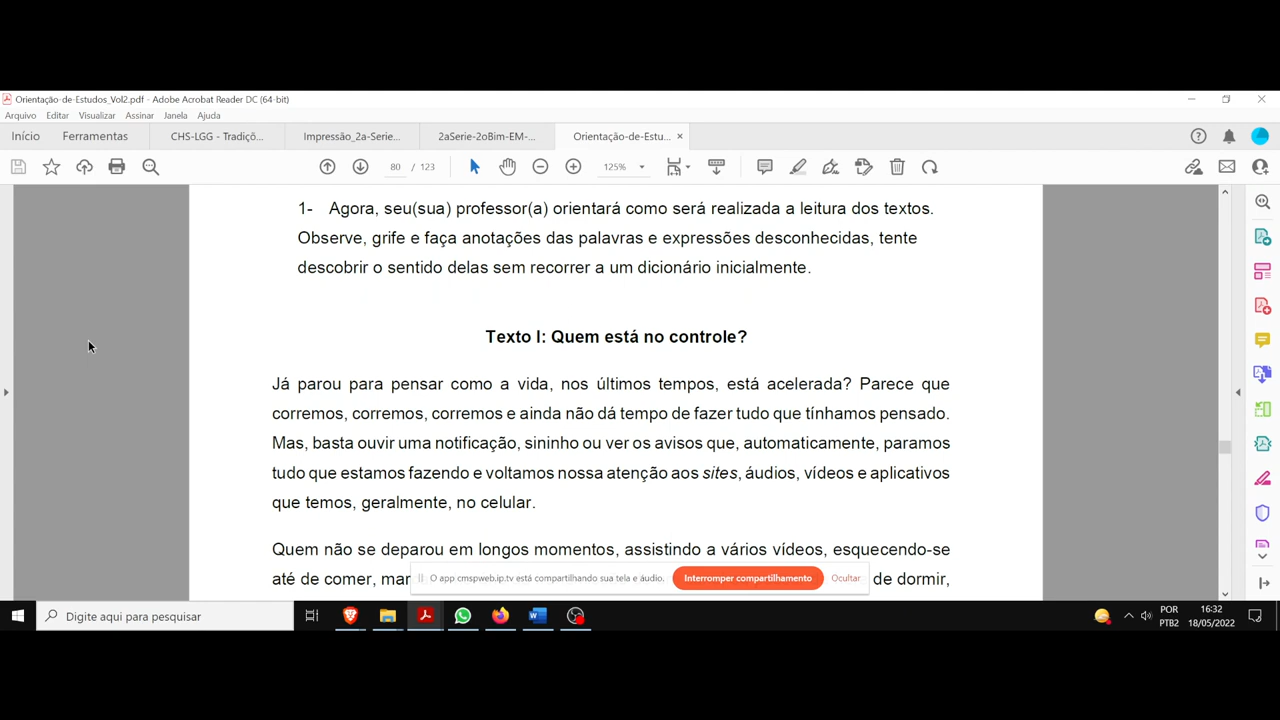 Orientação-de-Estudos_Vol2.pdf - Adobe Acrobat Reader DC (64-bit)
Arquivo Editar Visualizar Assinar Janela Ajuda
Início Ferramentas CHS-LGG - Tradiçõ... Impressão_2a-Serie... 2aSerie-2oBim-EM-... Orientação-de-Estu... ×
80 / 123 125%
1- Agora, seu(sua) professor(a) orientará como será realizada a leitura dos textos.
Observe, grife e faça anotações das palavras e expressões desconhecidas, tente
descobrir o sentido delas sem recorrer a um dicionário inicialmente.
Texto I: Quem está no controle?
Já parou para pensar como a vida, nos últimos tempos, está acelerada? Parece que
corremos, corremos, corremos e ainda não dá tempo de fazer tudo que tínhamos pensado.
Mas, basta ouvir uma notificação, sininho ou ver os avisos que, automaticamente, paramos
tudo que estamos fazendo e voltamos nossa atenção aos sites, áudios, vídeos e aplicativos
que temos, geralmente, no celular.
Quem não se deparou em longos momentos, assistindo a vários vídeos, esquecendo-se
até de comer, de dormir,
O app cmspweb.ip.tv está compartilhando sua tela e áudio. Interromper compartilhamento Ocultar
Digite aqui para pesquisar
POR 16:32
PTB2 18/05/2022